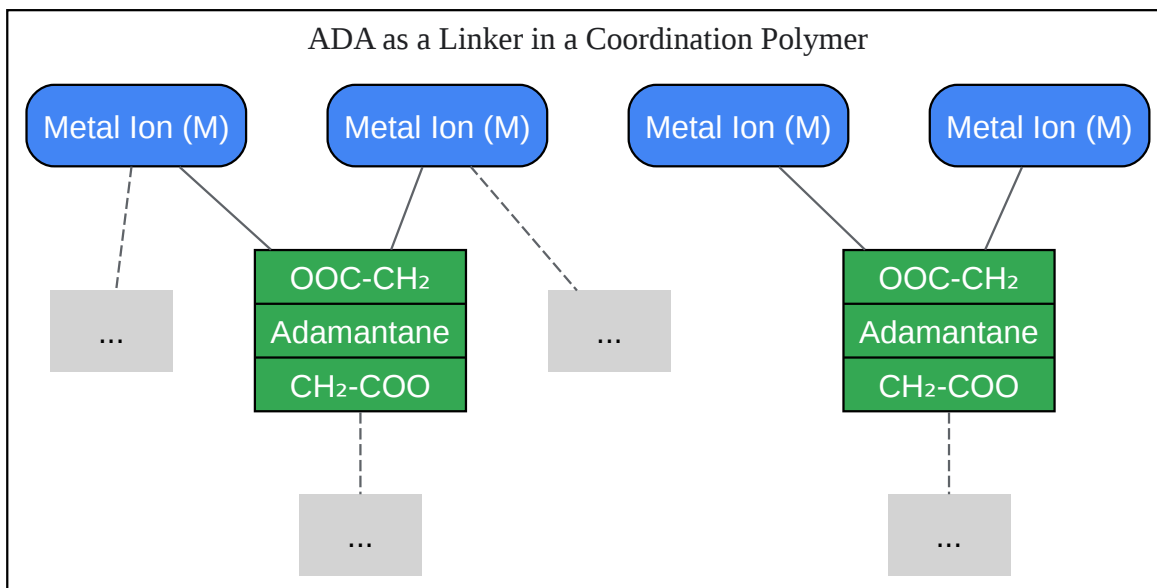 ADA as a Linker in a Coordination Polymer
Metal Ion (M)
Metal Ion (M)
Metal Ion (M)
Metal Ion (M)
OOC-CH₂
Adamantane
CH₂-COO
OOC-CH₂
Adamantane
CH₂-COO
...
...
...
...